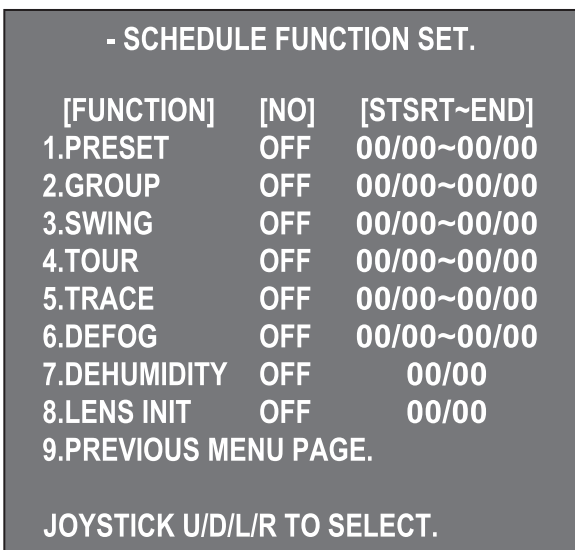 - SCHEDULE FUNCTION SET.
[FUNCTION] [NO] [STSRT~END]
1.PRESET OFF 00/00~00/00
2.GROUP OFF 00/00~00/00
3.SWING OFF 00/00~00/00
4.TOUR OFF 00/00~00/00
5.TRACE OFF 00/00~00/00
6.DEFOG OFF 00/00~00/00
7.DEHUMIDITY OFF 00/00
8.LENS INIT OFF 00/00
9.PREVIOUS MENU PAGE.
JOYSTICK U/D/L/R TO SELECT.